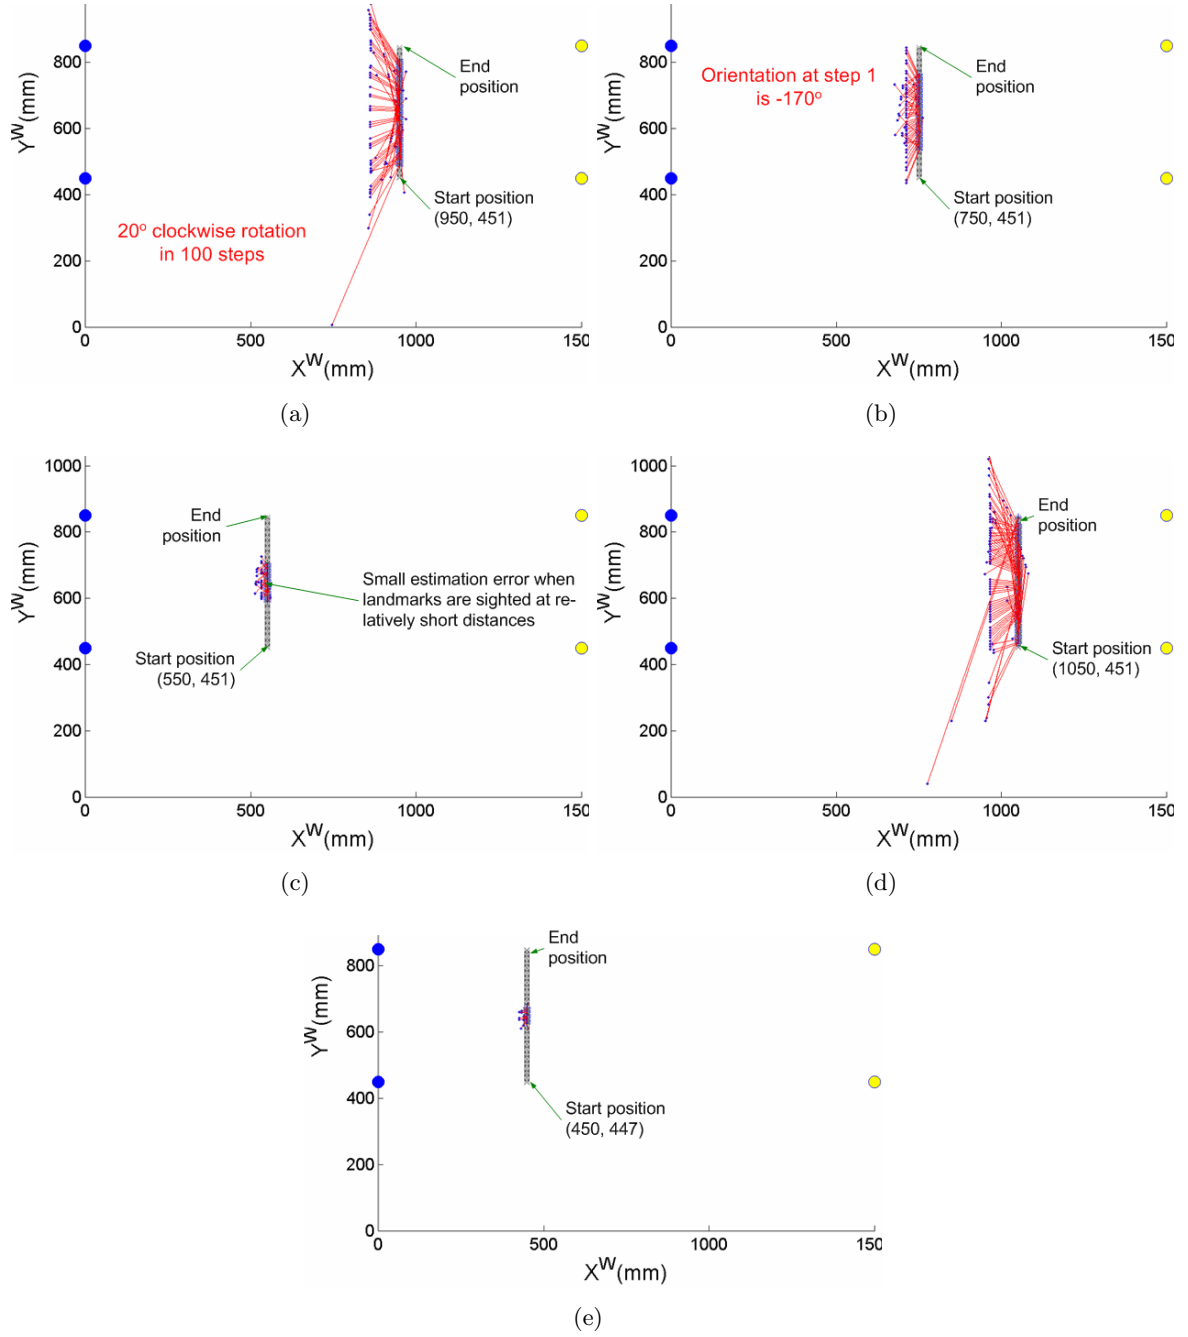 800
600
400
200
0
Y^W(mm)
0
500
1000
150
X^W(mm)
End
position
Start position
(950, 451)
20° clockwise rotation
in 100 steps
(a)
800
600
400
200
0
Y^W(mm)
0
500
1000
150
X^W(mm)
Orientation at step 1
is -170°
End
position
Start position
(750, 451)
(b)
1000
800
600
400
200
0
Y^W(mm)
0
500
1000
150
X^W(mm)
End
position
Small estimation error when
landmarks are sighted at re-
latively short distances
Start position
(550, 451)
(c)
1000
800
600
400
200
0
Y^W(mm)
0
500
1000
150
X^W(mm)
End
position
Start position
(1050, 451)
(d)
800
600
400
200
0
Y^W(mm)
0
500
1000
150
X^W(mm)
End
position
Start position
(450, 447)
(e)